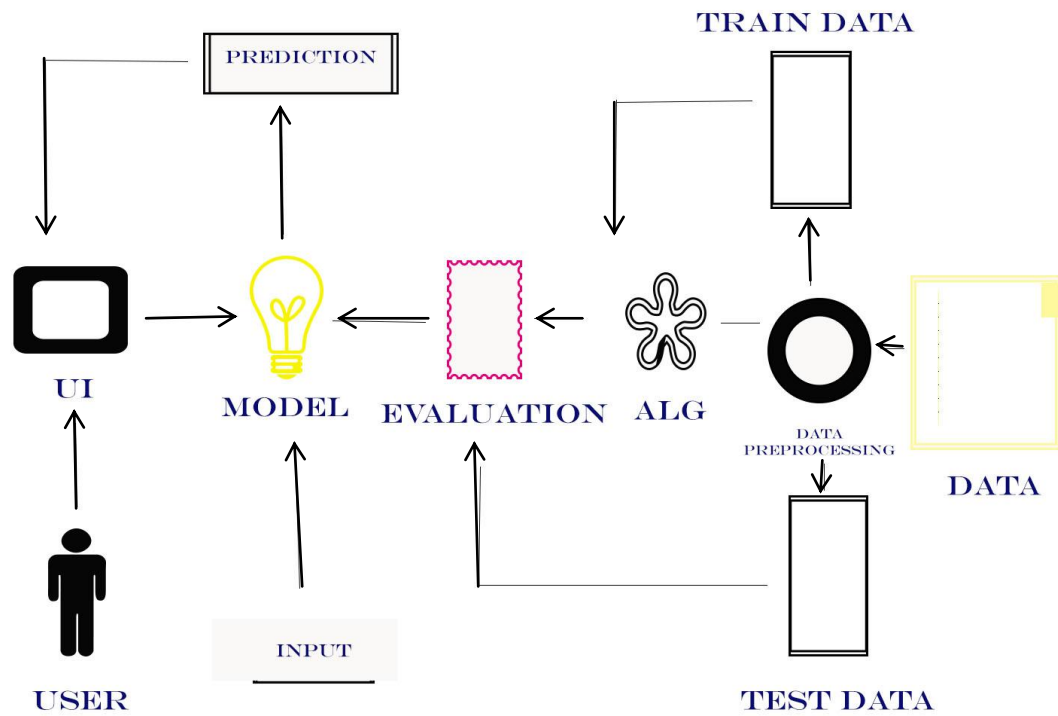 TRAIN DATA
PREDICTION
UI
MODEL
EVALUATION
ALG
DATA
PREPROCESSING
DATA
INPUT
USER
TEST DATA